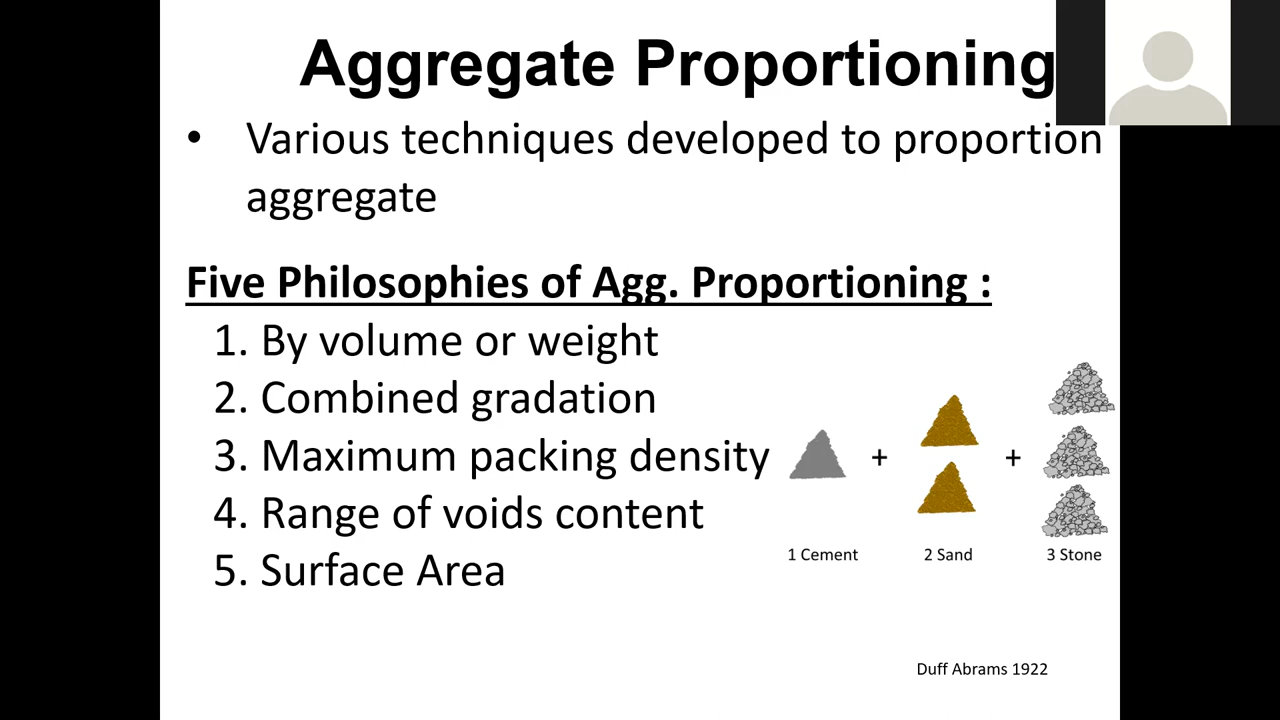 Aggregate Proportioning
• Various techniques developed to proportion
aggregate
Five Philosophies of Agg. Proportioning :
1. By volume or weight
2. Combined gradation
3. Maximum packing density
4. Range of voids content
5. Surface Area
+ +
1 Cement 2 Sand 3 Stone
Duff Abrams 1922